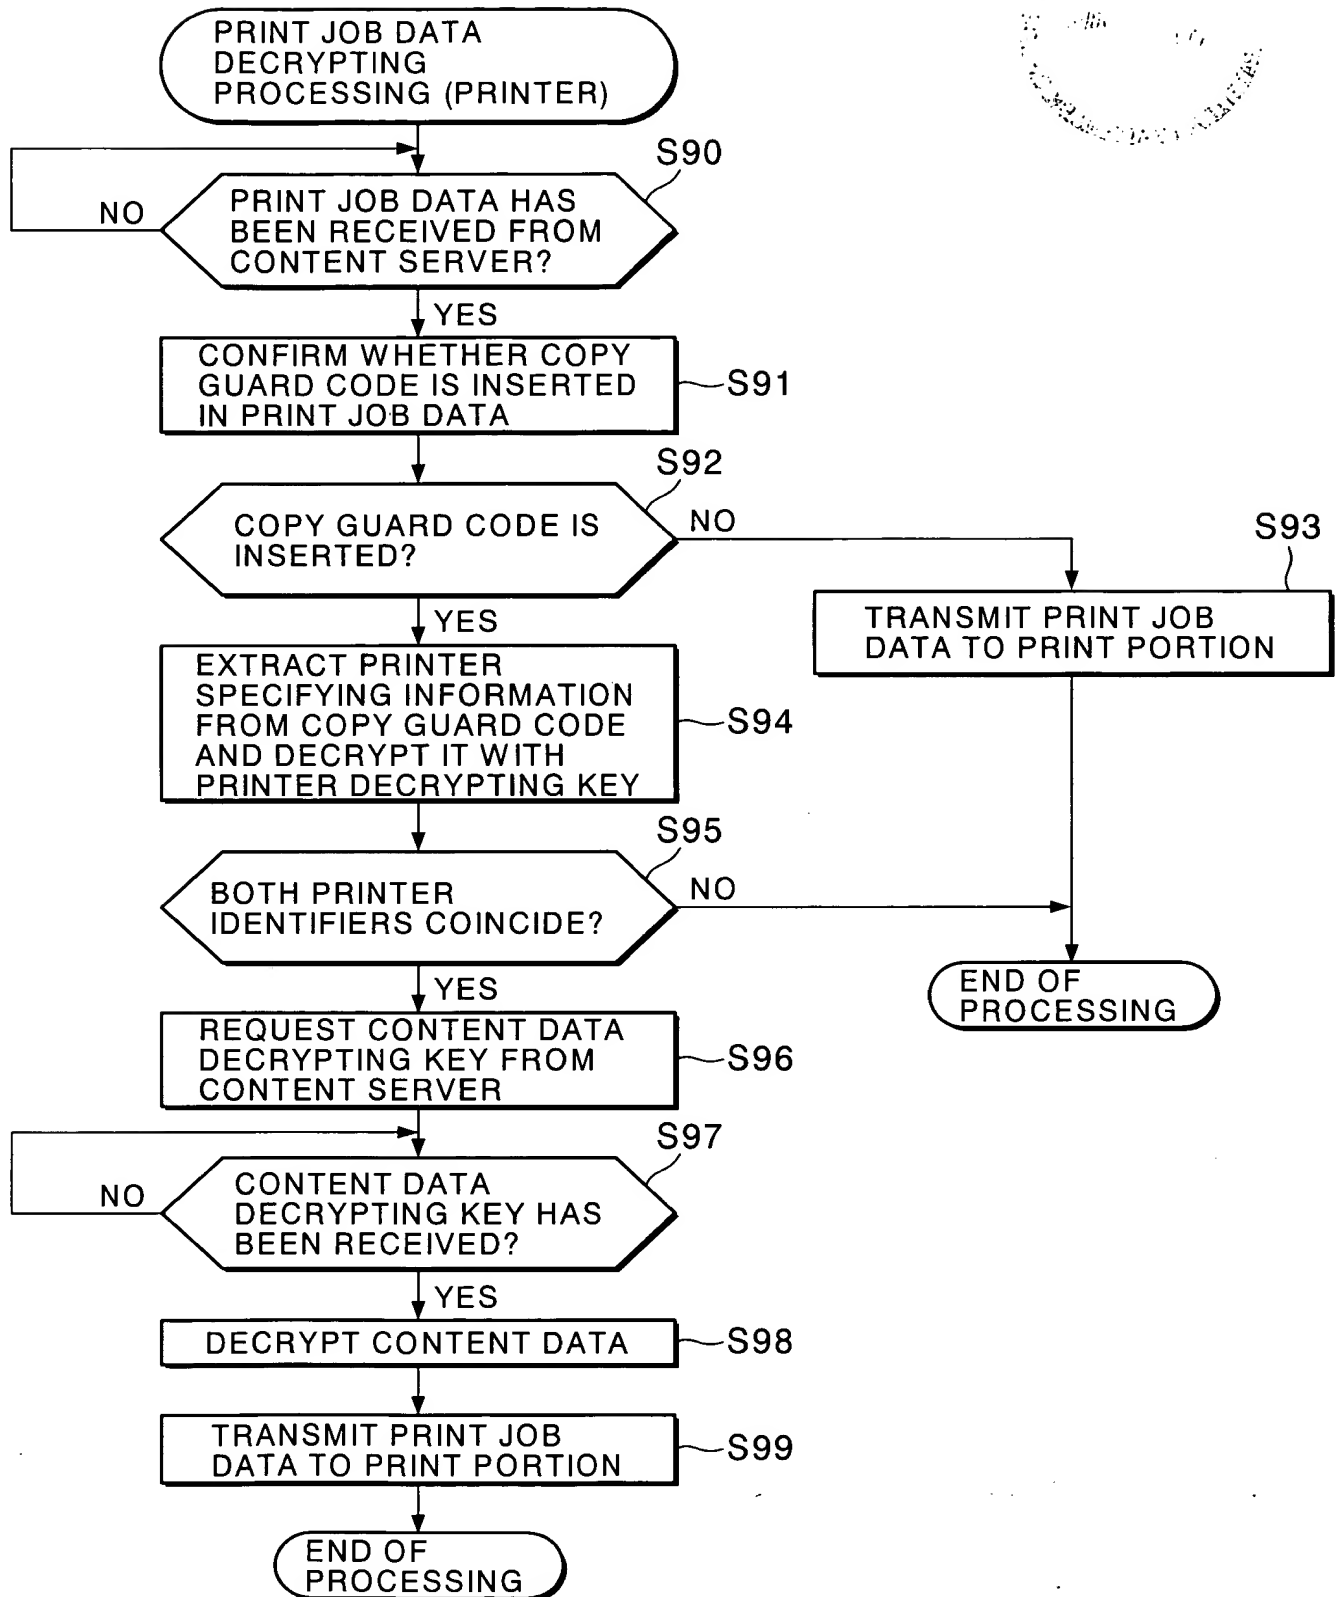 PRINT JOB DATA
DECRYPTING
PROCESSING (PRINTER)
S90
PRINT JOB DATA HAS
BEEN RECEIVED FROM
CONTENT SERVER?
NO
YES
CONFIRM WHETHER COPY
GUARD CODE IS INSERTED
IN PRINT JOB DATA
S91
S92
COPY GUARD CODE IS
INSERTED?
NO
YES
S93
TRANSMIT PRINT JOB
DATA TO PRINT PORTION
EXTRACT PRINTER
SPECIFYING INFORMATION
FROM COPY GUARD CODE
AND DECRYPT IT WITH
PRINTER DECRYPTING KEY
S94
S95
BOTH PRINTER
IDENTIFIERS COINCIDE?
NO
YES
END OF
PROCESSING
REQUEST CONTENT DATA
DECRYPTING KEY FROM
CONTENT SERVER
S96
S97
CONTENT DATA
DECRYPTING KEY HAS
BEEN RECEIVED?
NO
YES
DECRYPT CONTENT DATA
S98
TRANSMIT PRINT JOB
DATA TO PRINT PORTION
S99
END OF
PROCESSING